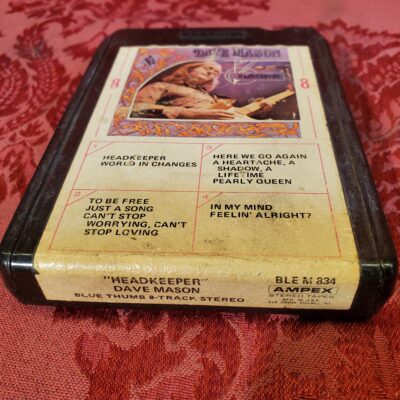 DAVE MASON
8
8
1
HEADKEEPER
WORLD IN CHANGES
3
HERE WE GO AGAIN
A HEARTACHE, A
SHADOW, A
LIFETIME
PEARLY QUEEN
2
TO BE FREE
JUST A SONG
CAN'T STOP
WORRYING, CAN'T
STOP LOVING
4
IN MY MIND
FEELIN' ALRIGHT?
"HEADKEEPER"
DAVE MASON
BLUE THUMB 8-TRACK STEREO
BLE M 834
AMPEX
STEREO TAPES